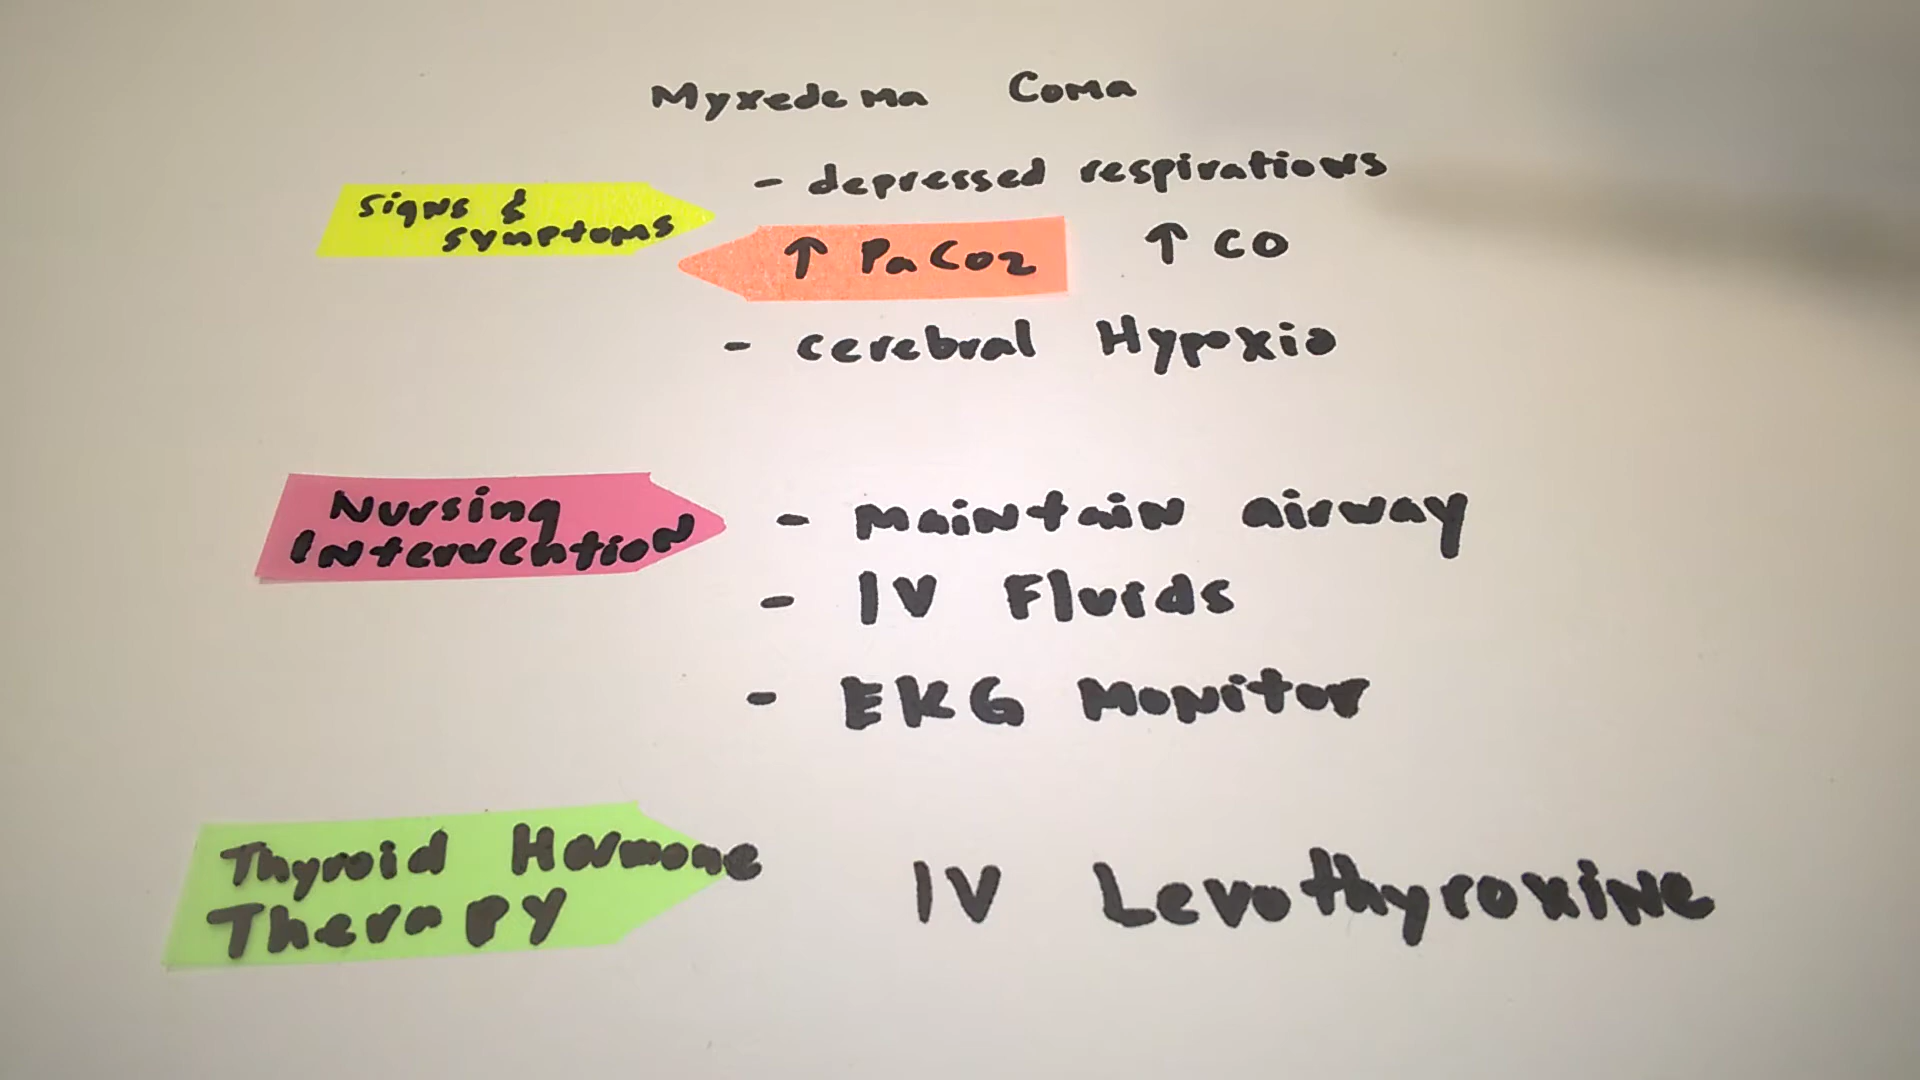 Myxedema Coma
- depressed respirations
Signs &
symptoms
↑ PaCO2 ↑ CO
- cerebral Hypoxia
Nursing
Intervention
- maintain airway
- IV Fluids
- EKG Monitor
Thyroid Hormone
Therapy
IV Levothyroxine